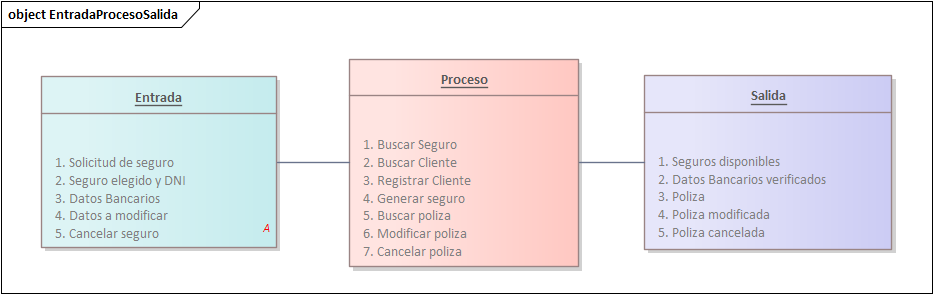 object EntradaProcesoSalida
Entrada
1. Solicitud de seguro
2. Seguro elegido y DNI
3. Datos Bancarios
4. Datos a modificar
5. Cancelar seguro
A
Proceso
1. Buscar Seguro
2. Buscar Cliente
3. Registrar Cliente
4. Generar seguro
5. Buscar poliza
6. Modificar poliza
7. Cancelar poliza
Salida
1. Seguros disponibles
2. Datos Bancarios verificados
3. Poliza
4. Poliza modificada
5. Poliza cancelada